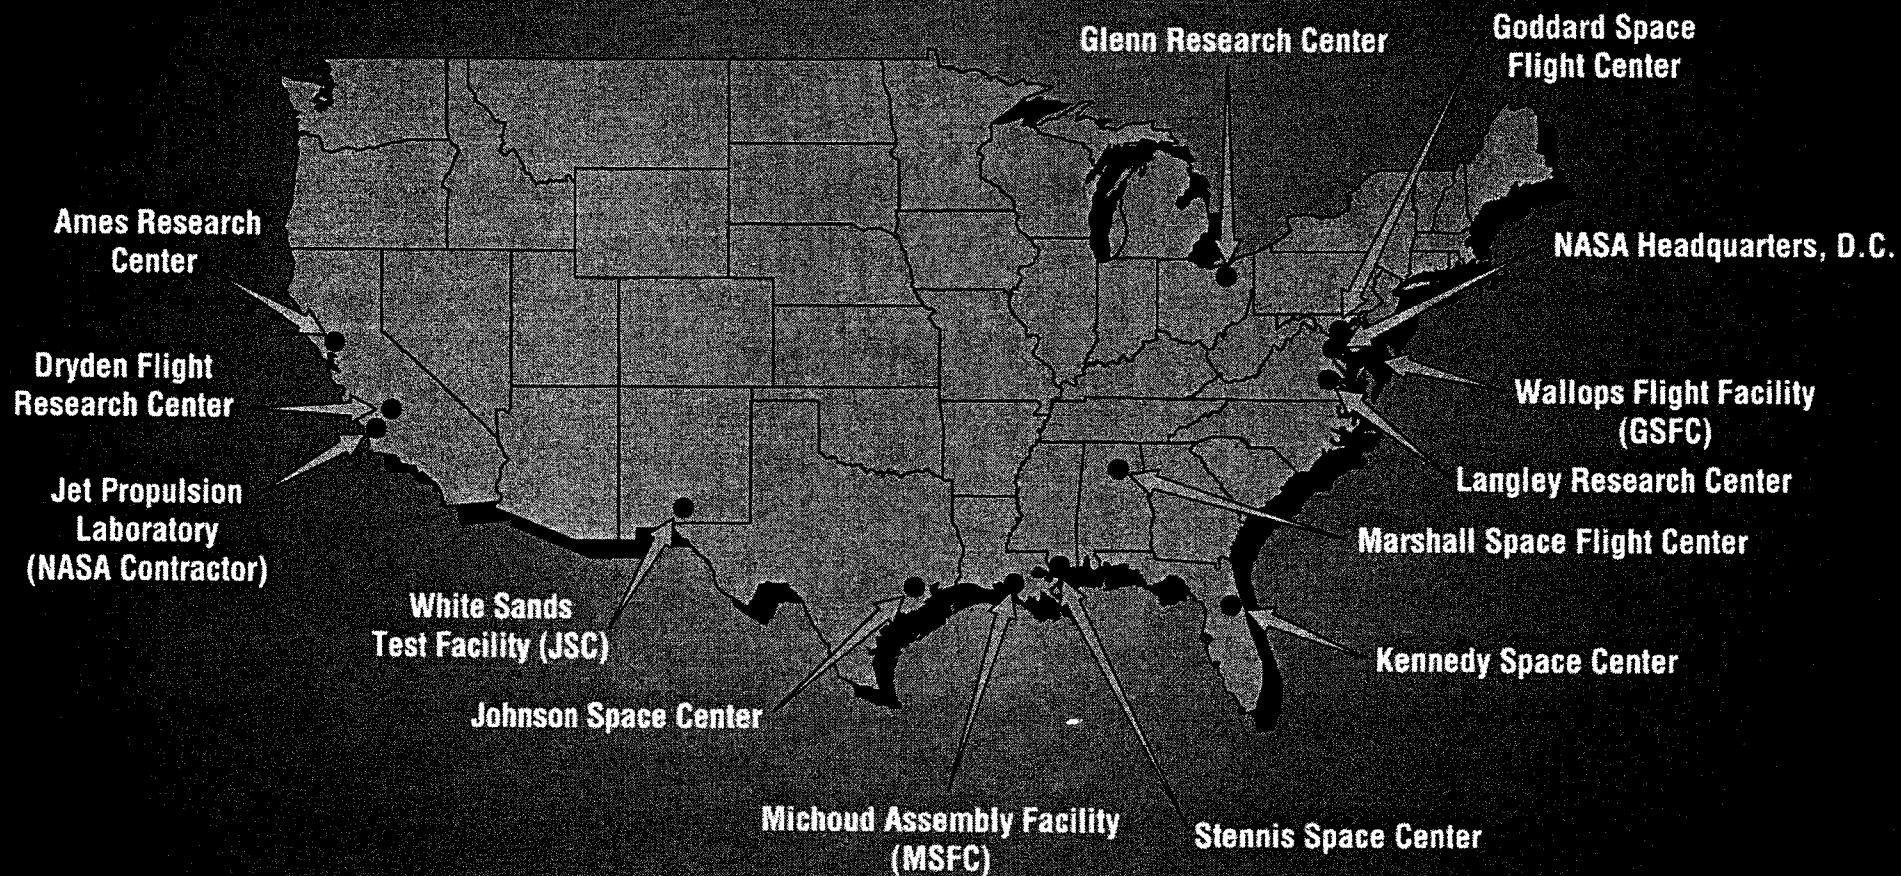 Glenn Research Center
Goddard Space
Flight Center
Ames Research
Center
NASA Headquarters, D.C.
Dryden Flight
Research Center
Wallops Flight Facility
(GSFC)
Langley Research Center
Jet Propulsion
Laboratory
(NASA Contractor)
Marshall Space Flight Center
White Sands
Test Facility (JSC)
Kennedy Space Center
Johnson Space Center
Michoud Assembly Facility
(MSFC)
Stennis Space Center